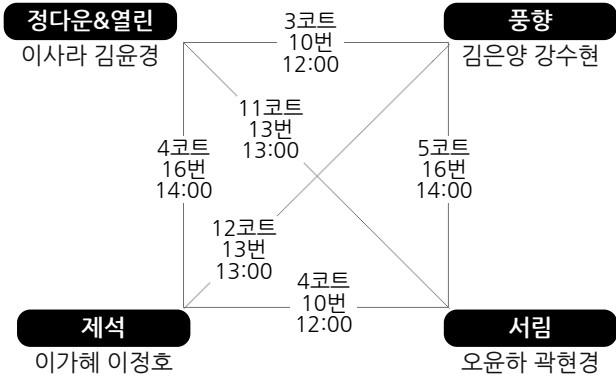 정다운&열린
이사라 김윤경
3코트
10번
12:00
풍향
김은양 강수현
11코트
13번
13:00
4코트
16번
14:00
5코트
16번
14:00
12코트
13번
13:00
4코트
10번
12:00
제석
이가혜 이정호
서림
오윤하 곽현경